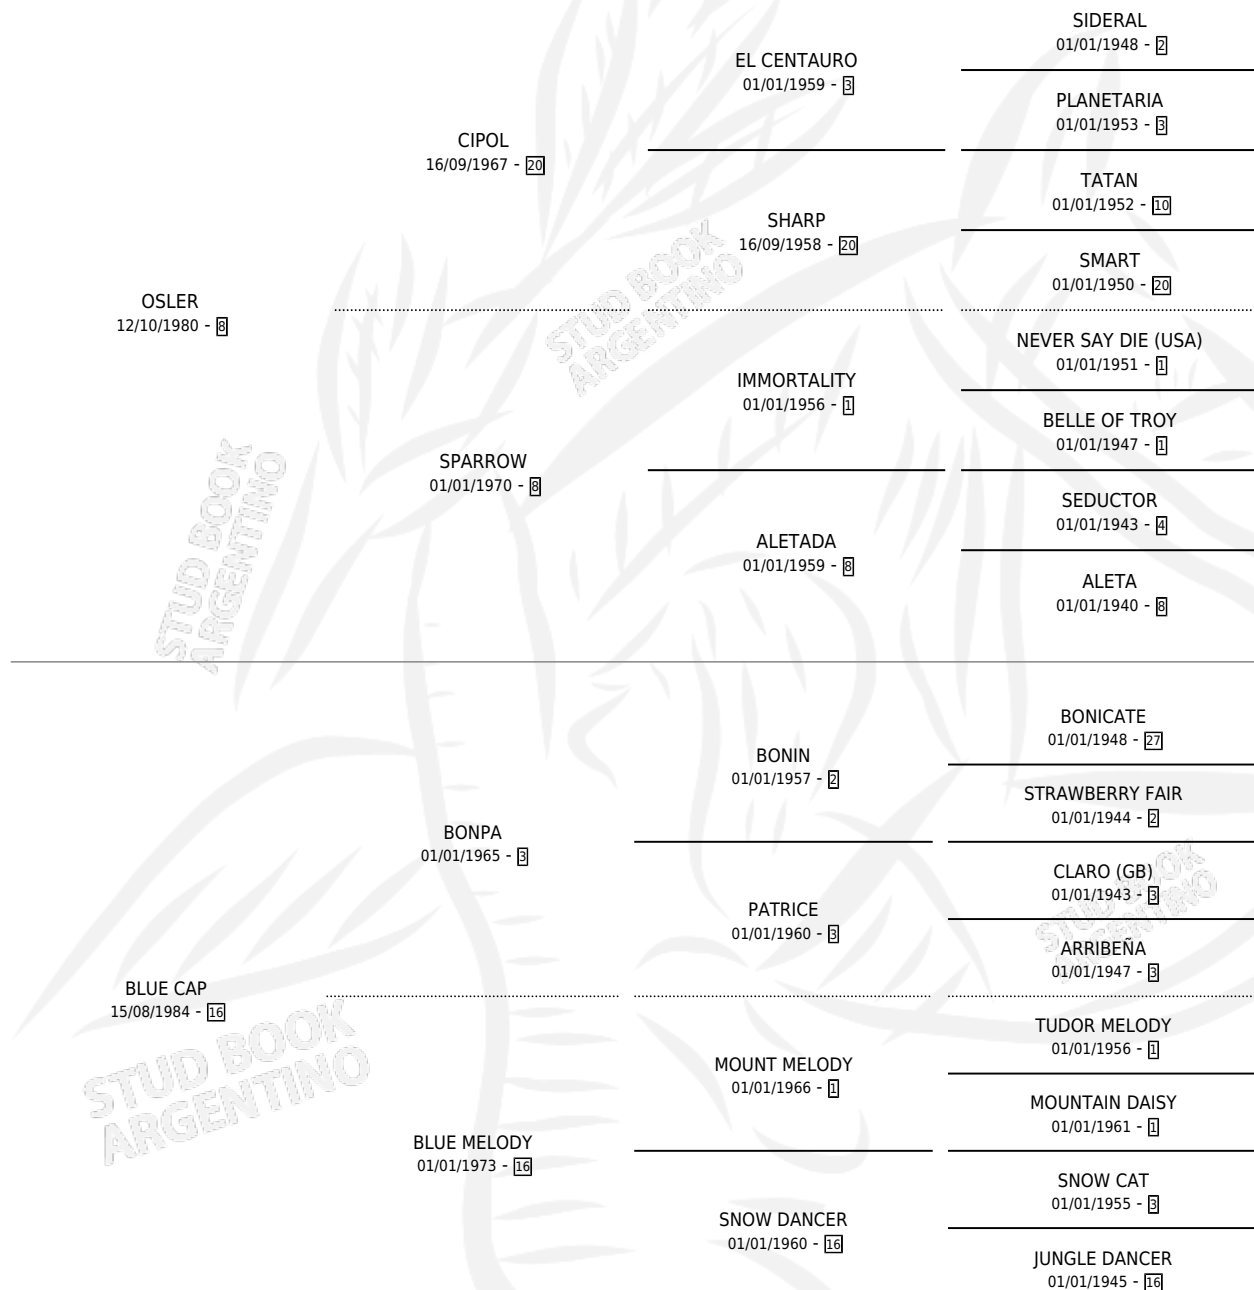 SIDERAL
01/01/1948 - 2
EL CENTAURO
01/01/1959 - 3
PLANETARIA
01/01/1953 - 3
CIPOL
16/09/1967 - 20
TATAN
01/01/1952 - 10
SHARP
16/09/1958 - 20
SMART
01/01/1950 - 20
OSLER
12/10/1980 - 8
NEVER SAY DIE (USA)
01/01/1951 - 1
IMMORTALITY
01/01/1956 - 1
BELLE OF TROY
01/01/1947 - 1
SPARROW
01/01/1970 - 8
SEDUCTOR
01/01/1943 - 4
ALETADA
01/01/1959 - 8
ALETA
01/01/1940 - 8
BONICATE
01/01/1948 - 27
BONIN
01/01/1957 - 2
STRAWBERRY FAIR
01/01/1944 - 2
BONPA
01/01/1965 - 3
CLARO (GB)
01/01/1943 - 3
PATRICE
01/01/1960 - 3
ARRIBEÑA
01/01/1947 - 3
BLUE CAP
15/08/1984 - 16
TUDOR MELODY
01/01/1956 - 1
MOUNT MELODY
01/01/1966 - 1
MOUNTAIN DAISY
01/01/1961 - 1
BLUE MELODY
01/01/1973 - 16
SNOW CAT
01/01/1955 - 3
SNOW DANCER
01/01/1960 - 16
JUNGLE DANCER
01/01/1945 - 16
STUD BOOK
ARGENTINO
STUD BOOK
ARGENTINO
STUD BOOK
ARGENTINO
STUD BOOK
ARGENTINO